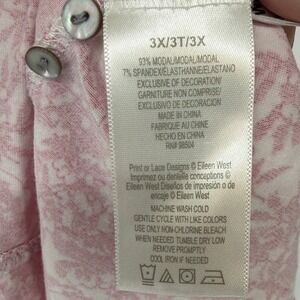 3X/3T/3X
93% MODAL/MODAL/MODAL
7% SPANDEX/ELASTHANNE/ELASTANO
EXCLUSIVE OF DECORATION/
GARNITURE NON COMPRISE/
EXCLUSIVO DE DECORACION
MADE IN CHINA
FABRIQUE AU CHINE
HECHO EN CHINA
RN# 98504
Print or Lace Designs © Eileen West
Imprimez ou dentelle conceptions ©
Eileen West Diseños de impresión o de
encaje © Eileen West
MACHINE WASH COLD
GENTLE CYCLE WITH LIKE COLORS
USE ONLY NON-CHLORINE BLEACH
WHEN NEEDED TUMBLE DRY LOW
REMOVE PROMPTLY
COOL IRON IF NEEDED